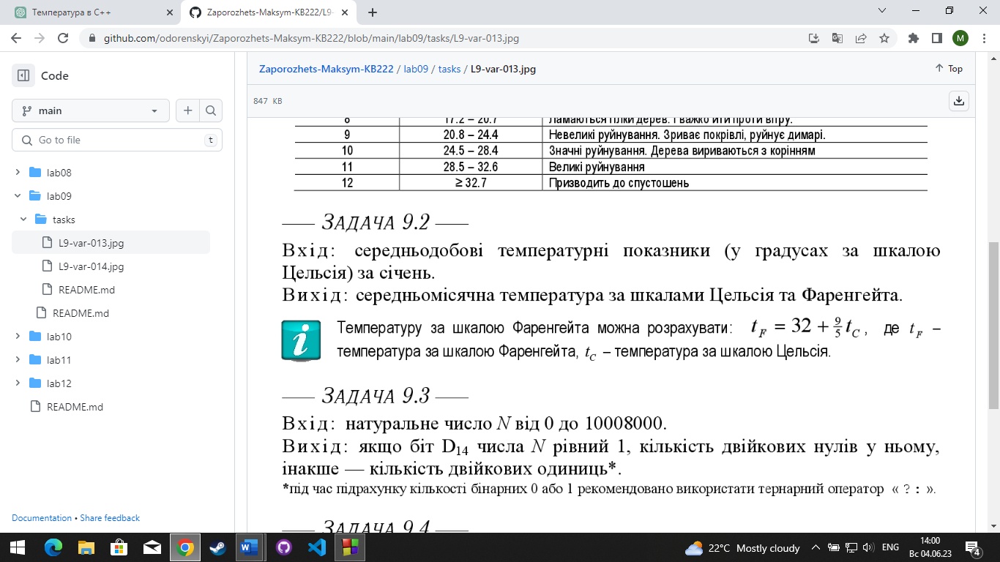 Температура в C++
Zaporozhets-Maksym-KB222/L9-
github.com/odorenskyi/Zaporozhets-Maksym-KB222/blob/main/lab09/tasks/L9-var-013.jpg
M
Code
main
Go to file
t
lab08
lab09
tasks
L9-var-013.jpg
L9-var-014.jpg
README.md
README.md
lab10
lab11
lab12
README.md
Documentation • Share feedback
Zaporozhets-Maksym-KB222 / lab09 / tasks / L9-var-013.jpg
Top
847 KB
8 17.2 – 20.7 Ламаються гілки дерев. І важко йти проти вітру.
9 20.8 – 24.4 Невеликі руйнування. Зриває покрівлі, руйнує димарі.
10 24.5 – 28.4 Значні руйнування. Дерева вириваються з корінням
11 28.5 – 32.6 Великі руйнування
12 ≥ 32.7 Призводить до спустошень
—— ЗАДАЧА 9.2 ——
Вхід: середньодобові температурні показники (у градусах за шкалою
Цельсія) за січень.
Вихід: середньомісячна температура за шкалами Цельсія та Фаренгейта.
i
Температуру за шкалою Фаренгейта можна розрахувати: t_F = 32 + 9/5 t_C, де t_F –
температура за шкалою Фаренгейта, t_C – температура за шкалою Цельсія.
—— ЗАДАЧА 9.3 ——
Вхід: натуральне число N від 0 до 10008000.
Вихід: якщо біт D14 числа N рівний 1, кількість двійкових нулів у ньому,
інакше — кількість двійкових одиниць*.
*під час підрахунку кількості бінарних 0 або 1 рекомендовано використати тернарний оператор « ? : ».
—— ЗАДАЧА 9.4 ——
22°C Mostly cloudy
ENG
14:00
Вс 04.06.23
4